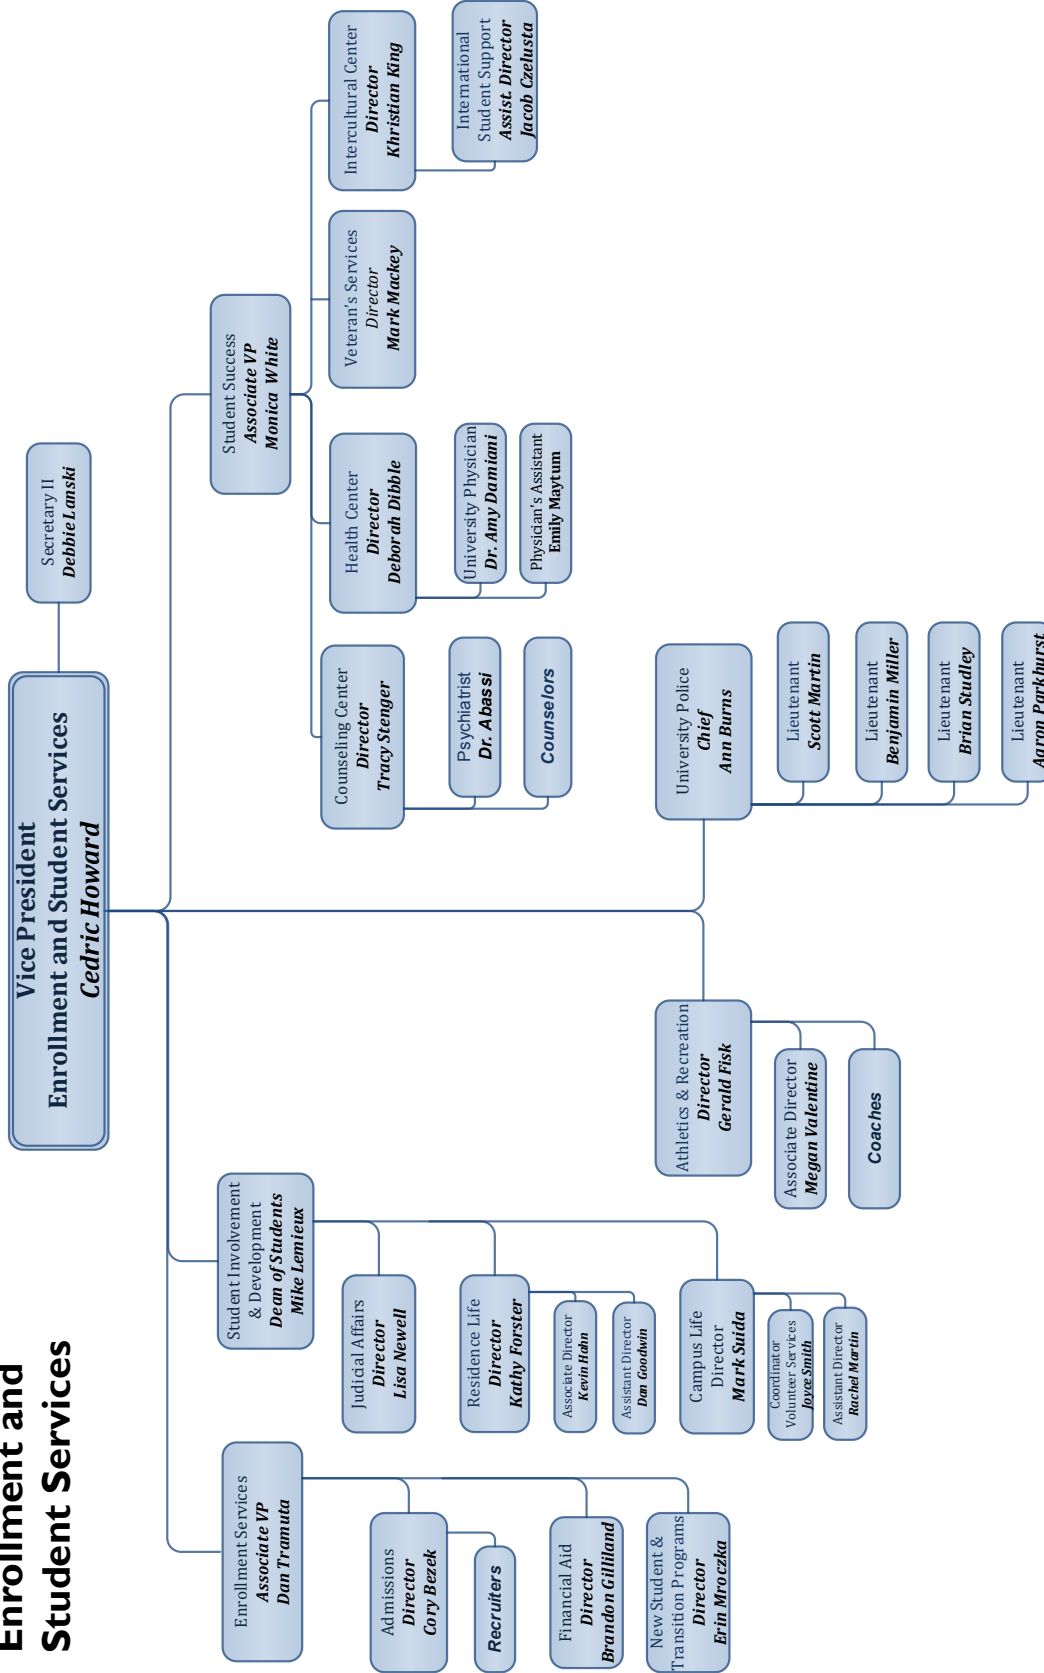 Enrollment and
Student Services
Vice President
Enrollment and Student Services
Cedric Howard
Secretary II
Debbie Lanski
Enrollment Services
Associate VP
Dan Tramuta
Admissions
Director
Cory Bezek
Recruiters
Financial Aid
Director
Brandon Gilliland
New Student &
Transition Programs
Director
Erin Mroczka
Student Involvement
& Development
Dean of Students
Mike Lemieux
Judicial Affairs
Director
Lisa Newell
Residence Life
Director
Kathy Forster
Associate Director
Kevin Hahn
Assistant Director
Dan Goodwin
Campus Life
Director
Mark Suida
Coordinator
Volunteer Services
Joyce Smith
Assistant Director
Rachel Martin
Athletics & Recreation
Director
Gerald Fisk
Associate Director
Megan Valentine
Coaches
University Police
Chief
Ann Burns
Lieutenant
Scott Martin
Lieutenant
Benjamin Miller
Lieutenant
Brian Studley
Lieutenant
Aaron Parkhurst
Student Success
Associate VP
Monica White
Counseling Center
Director
Tracy Stenger
Psychiatrist
Dr. Abassi
Counselors
Health Center
Director
Deborah Dibble
University Physician
Dr. Amy Damiani
Physician's Assistant
Emily Maytum
Veteran's Services
Director
Mark Mackey
Intercultural Center
Director
Khristian King
International
Student Support
Assist. Director
Jacob Czelusta